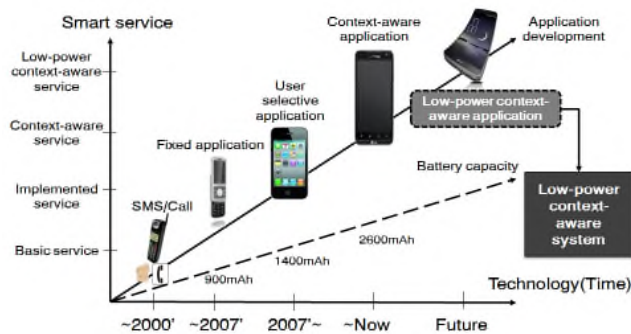 Smart service
Context-aware
application
Application
development
Low-power
context-aware
service
User
selective
application
Low-power context-
aware application
Context-aware
service
Fixed application
Battery capacity
Implemented
service
SMS/Call
Low-power
context-
aware
system
Basic service
2600mAh
1400mAh
900mAh
Technology(Time)
~2000'
~2007'
2007'~
~Now
Future